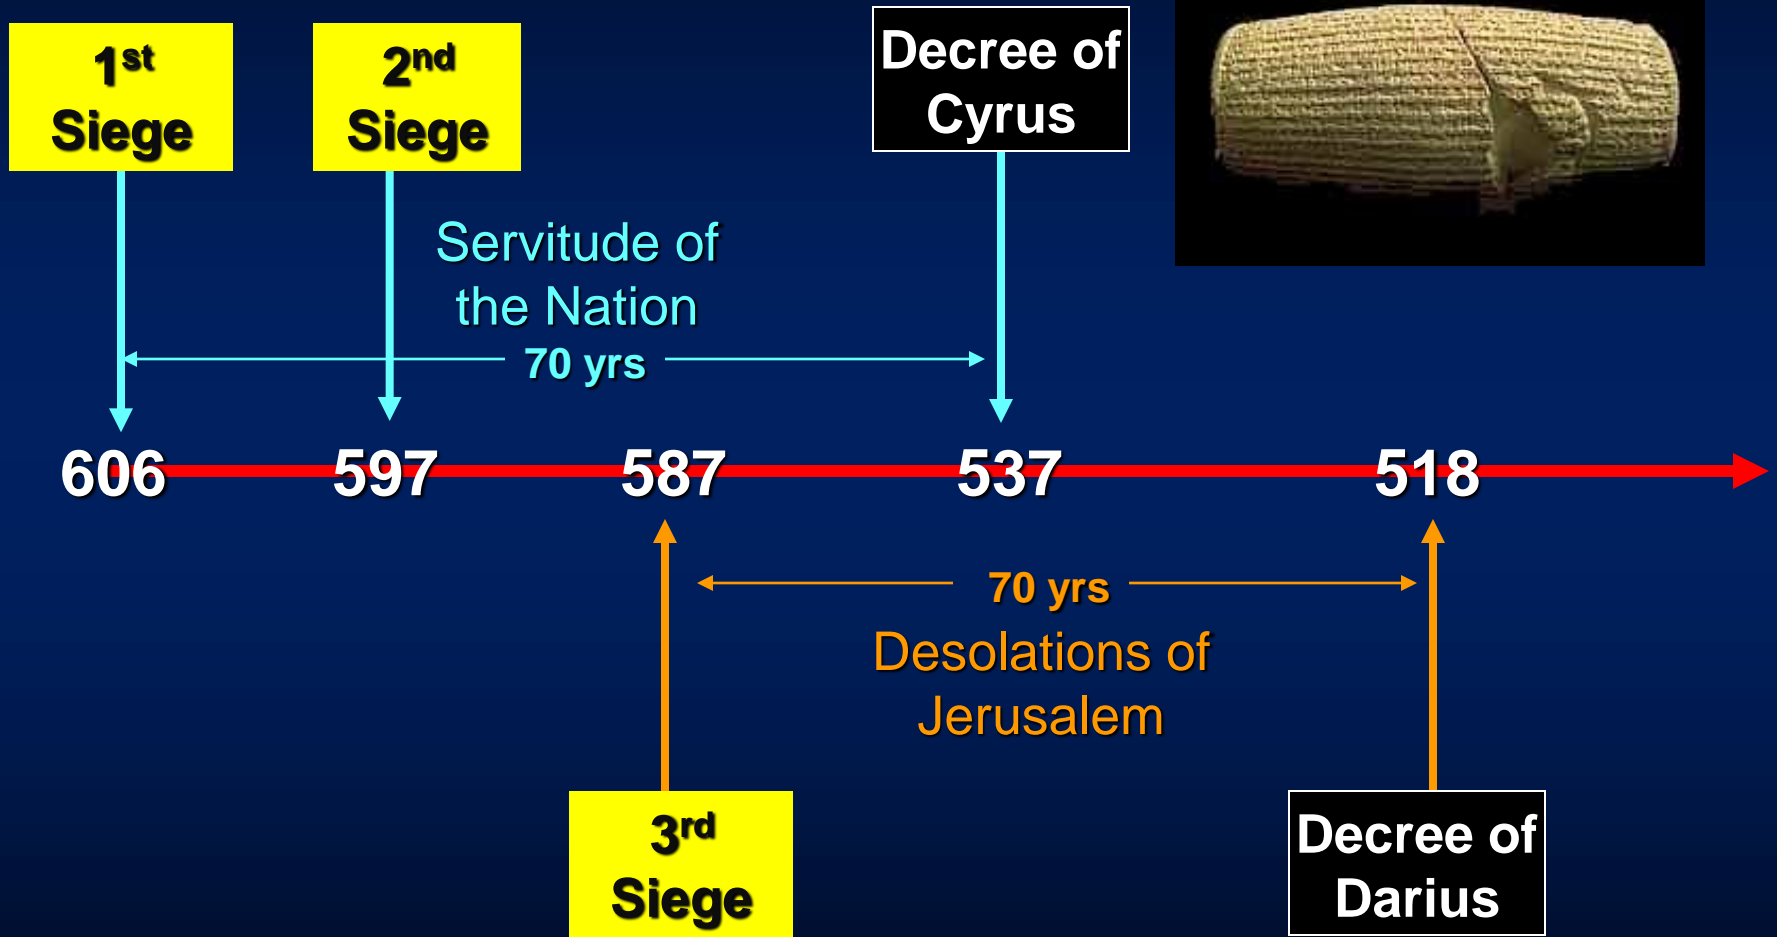 1st
Siege
2nd
Siege
Decree of
Cyrus
Servitude of
the Nation
70 yrs
606 597 587 537 518
70 yrs
Desolations of
Jerusalem
3rd
Siege
Decree of
Darius